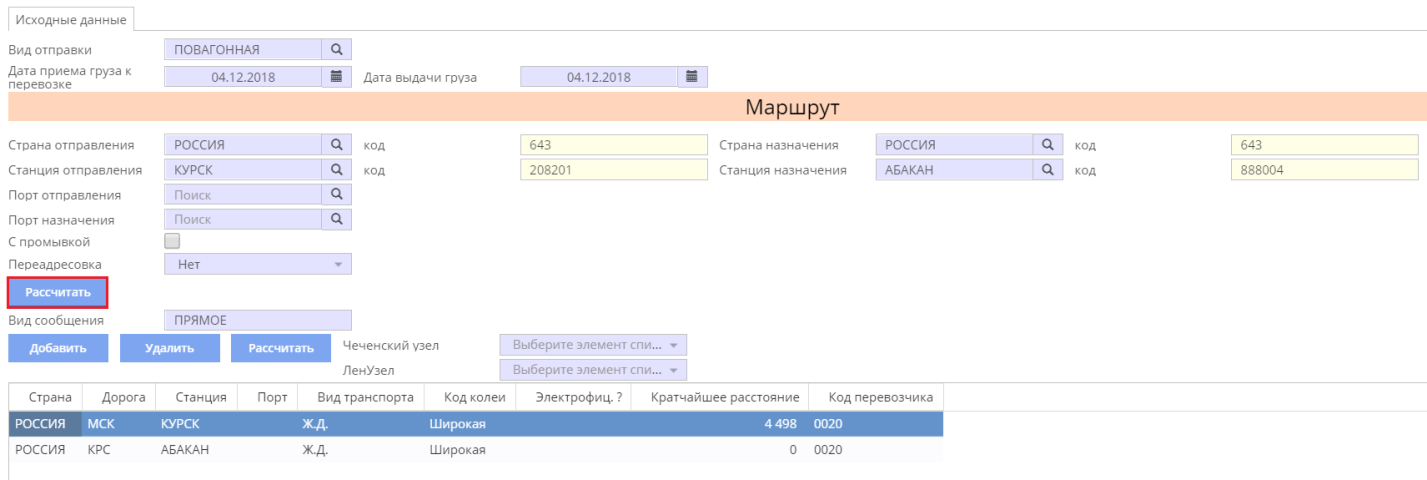 Исходные данные
Вид отправки ПОВАГОННАЯ
Дата приема груза к перевозке 04.12.2018 Дата выдачи груза 04.12.2018
Маршрут
Страна отправления РОССИЯ код 643 Страна назначения РОССИЯ код 643
Станция отправления КУРСК код 208201 Станция назначения АБАКАН код 888004
Порт отправления Поиск
Порт назначения Поиск
С промывкой
Переадресовка Нет
Рассчитать
Вид сообщения ПРЯМОЕ
Добавить Удалить Рассчитать Чеченский узел Выберите элемент спи...
ЛенУзел Выберите элемент спи...
Страна Дорога Станция Порт Вид транспорта Код колеи Электрофиц. ? Кратчайшее расстояние Код перевозчика
РОССИЯ МСК КУРСК Ж.Д. Широкая 4 498 0020
РОССИЯ КРС АБАКАН Ж.Д. Широкая 0 0020